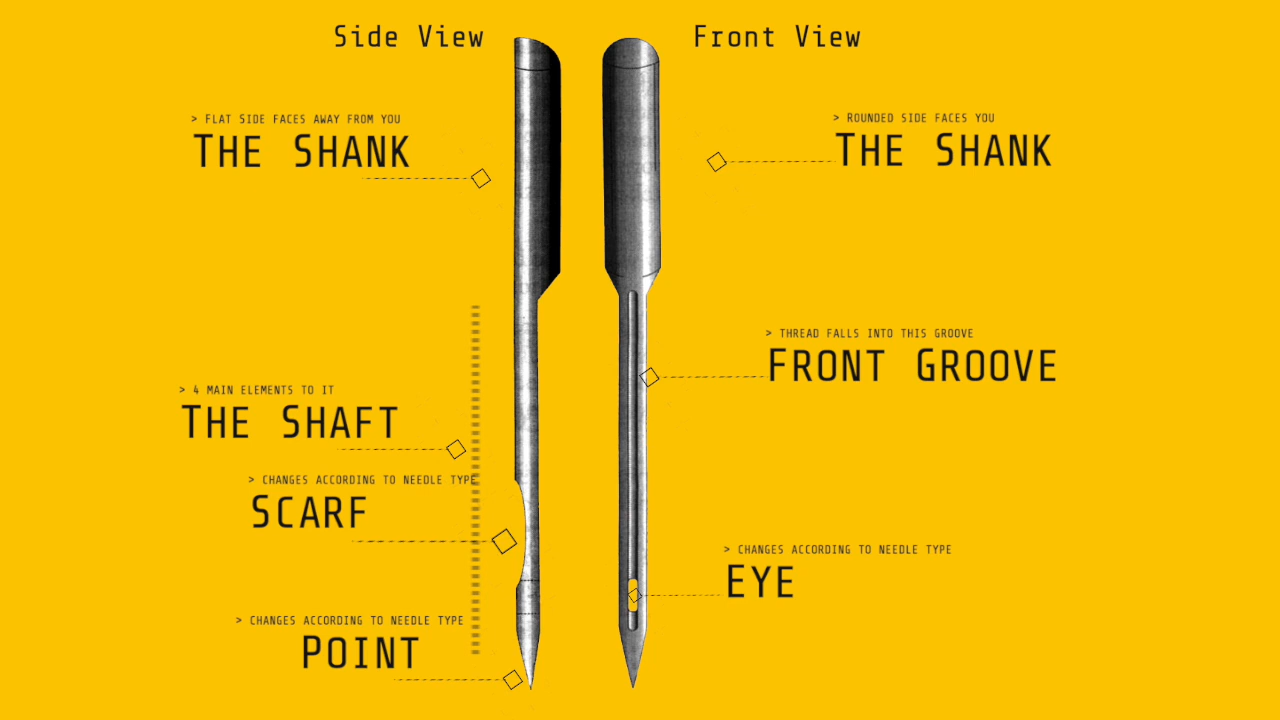 Side View
Front View
> FLAT SIDE FACES AWAY FROM YOU
THE SHANK
> ROUNDED SIDE FACES YOU
THE SHANK
> THREAD FALLS INTO THIS GROOVE
FRONT GROOVE
> 4 MAIN ELEMENTS TO IT
THE SHAFT
> CHANGES ACCORDING TO NEEDLE TYPE
SCARF
> CHANGES ACCORDING TO NEEDLE TYPE
EYE
> CHANGES ACCORDING TO NEEDLE TYPE
POINT